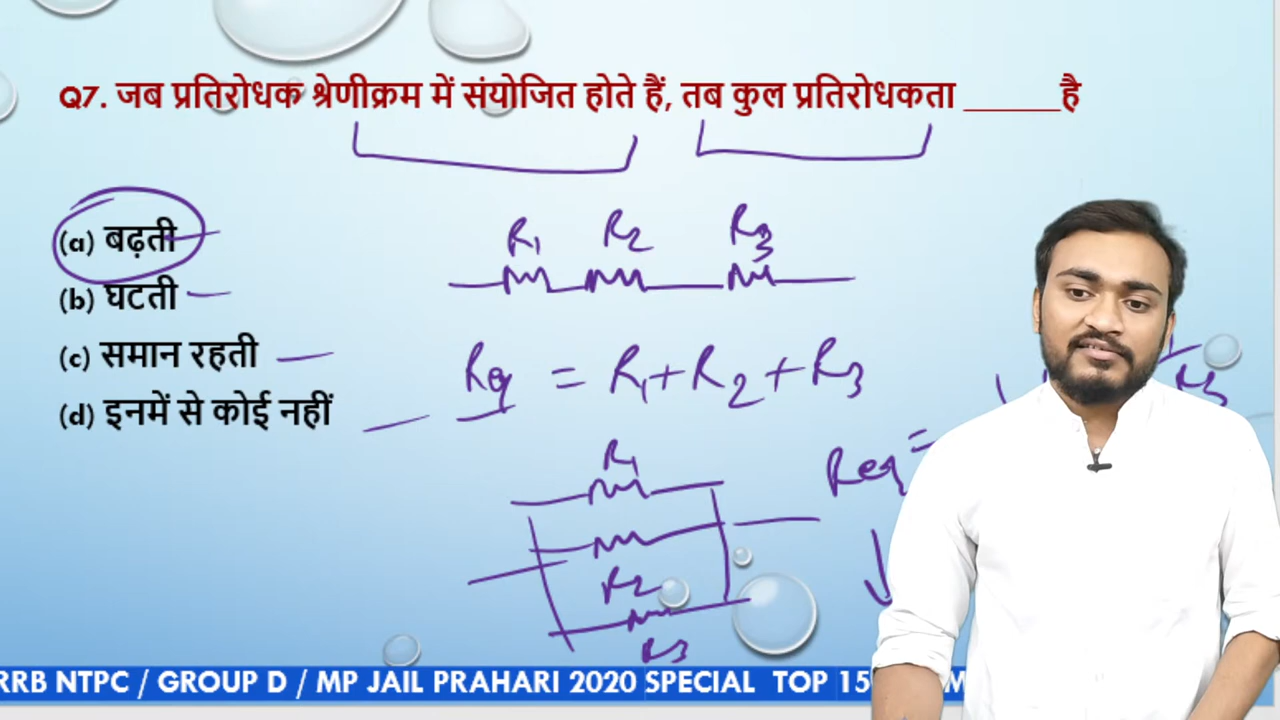 Q7. जब प्रतिरोधक श्रेणीक्रम में संयोजित होते हैं, तब कुल प्रतिरोधकता ______है
(a) बढ़ती
(b) घटती
(c) समान रहती
(d) इनमें से कोई नहीं
R1 R2 R3
Req = R1+R2+R3
R1
Req =
R2
R3
RRB NTPC / GROUP D / MP JAIL PRAHARI 2020 SPECIAL TOP 15